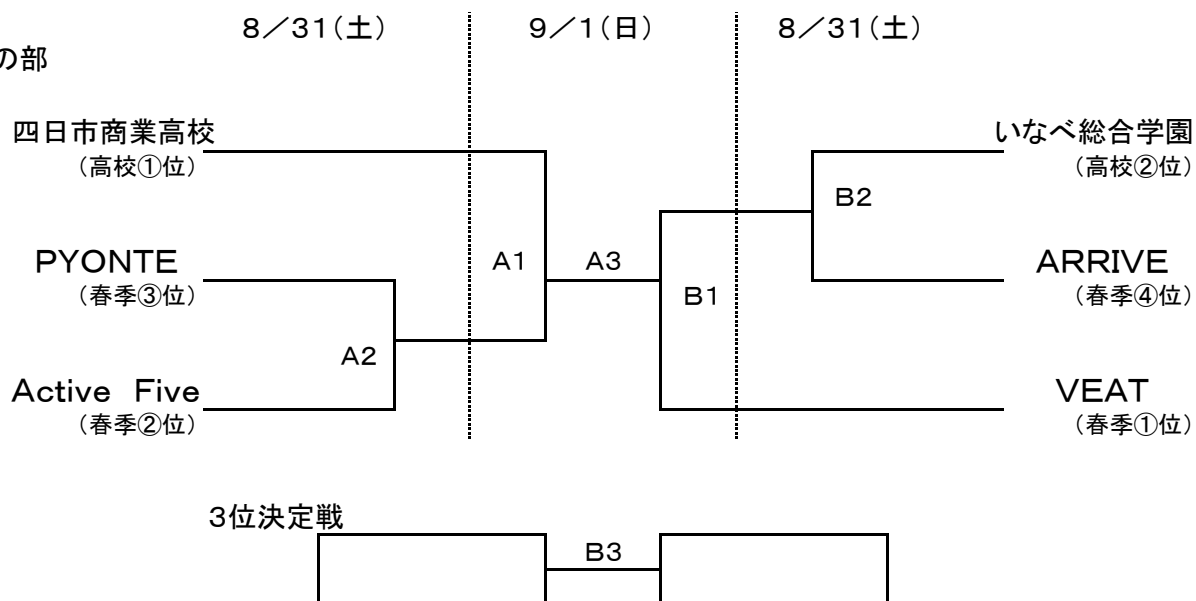 8／31（土）
9／1（日）
8／31（土）
の部
四日市商業高校
（高校①位）
いなべ総合学園
（高校②位）
B2
PYONTE
（春季③位）
A1
A3
ARRIVE
（春季④位）
B1
A2
Active　Five
（春季②位）
VEAT
（春季①位）
3位決定戦
B3